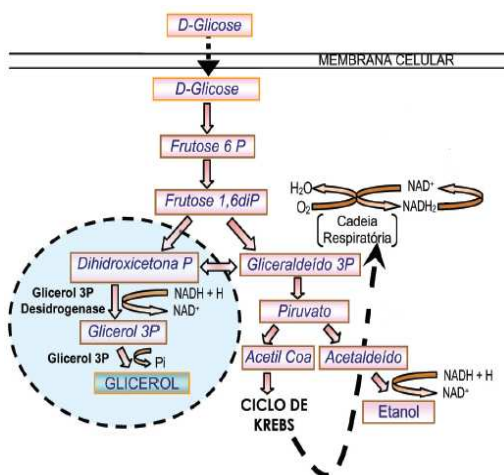 D-Glicose
MEMBRANA CELULAR
D-Glicose
Frutose 6 P
Frutose 1,6diP
H₂O
NAD⁺
O₂
NADH₂
Cadeia
Respiratória
Dihidroxicetona P
Gliceraldeído 3P
Glicerol 3P
Desidrogenase
NADH + H
NAD⁺
Glicerol 3P
Piruvato
Glicerol 3P
Pi
GLICEROL
Acetil Coa
Acetaldeído
CICLO DE
KREBS
NADH + H
NAD⁺
Etanol